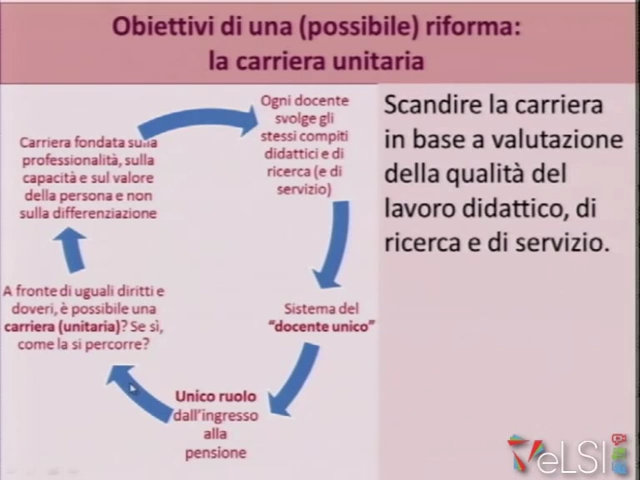 Obiettivi di una (possibile) riforma:
la carriera unitaria
Ogni docente
svolge gli
stessi compiti
didattici e di
ricerca (e di
servizio)
Sistema del
“docente unico”
Unico ruolo
dall’ingresso
alla
pensione
A fronte di uguali diritti e
doveri, è possibile una
carriera (unitaria)? Se sì,
come la si percorre?
Carriera fondata sulla
professionalità, sulla
capacità e sul valore
della persona e non
sulla differenziazione
Scandire la carriera
in base a valutazione
della qualità del
lavoro didattico, di
ricerca e di servizio.
VeLSI